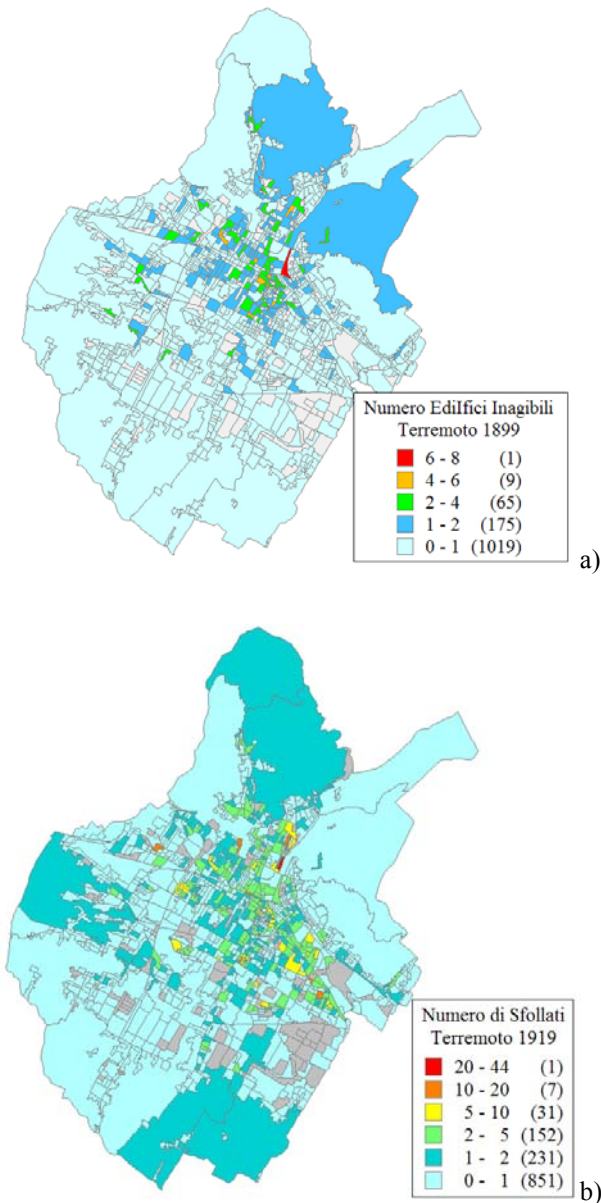 Numero EdiIfici Inagibili
Terremoto 1899
6 - 8 (1)
4 - 6 (9)
2 - 4 (65)
1 - 2 (175)
0 - 1 (1019)
a)
Numero di Sfollati
Terremoto 1919
20 - 44 (1)
10 - 20 (7)
5 - 10 (31)
2 - 5 (152)
1 - 2 (231)
0 - 1 (851)
b)